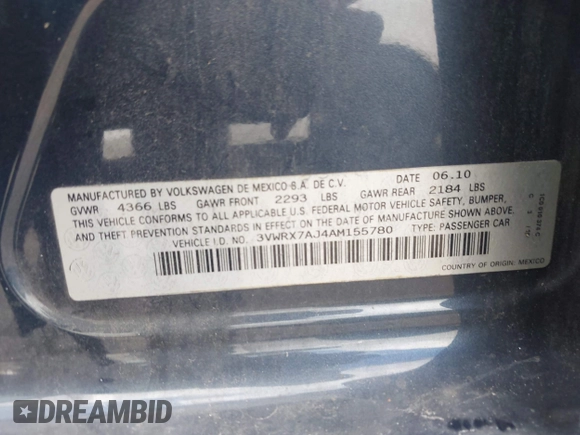 MANUFACTURED BY VOLKSWAGEN DE MEXICO S.A. DE C.V. DATE 06.10
GVWR 4366 LBS GAWR FRONT 2293 LBS GAWR REAR 2184 LBS
THIS VEHICLE CONFORMS TO ALL APPLICABLE U.S. FEDERAL MOTOR VEHICLE SAFETY, BUMPER,
AND THEFT PREVENTION STANDARDS IN EFFECT ON THE DATE OF MANUFACTURE SHOWN ABOVE.
VEHICLE I.D. NO. 3VWRX7AJ4AM155780 TYPE: PASSENGER CAR
COUNTRY OF ORIGIN: MEXICO
DREAMBID